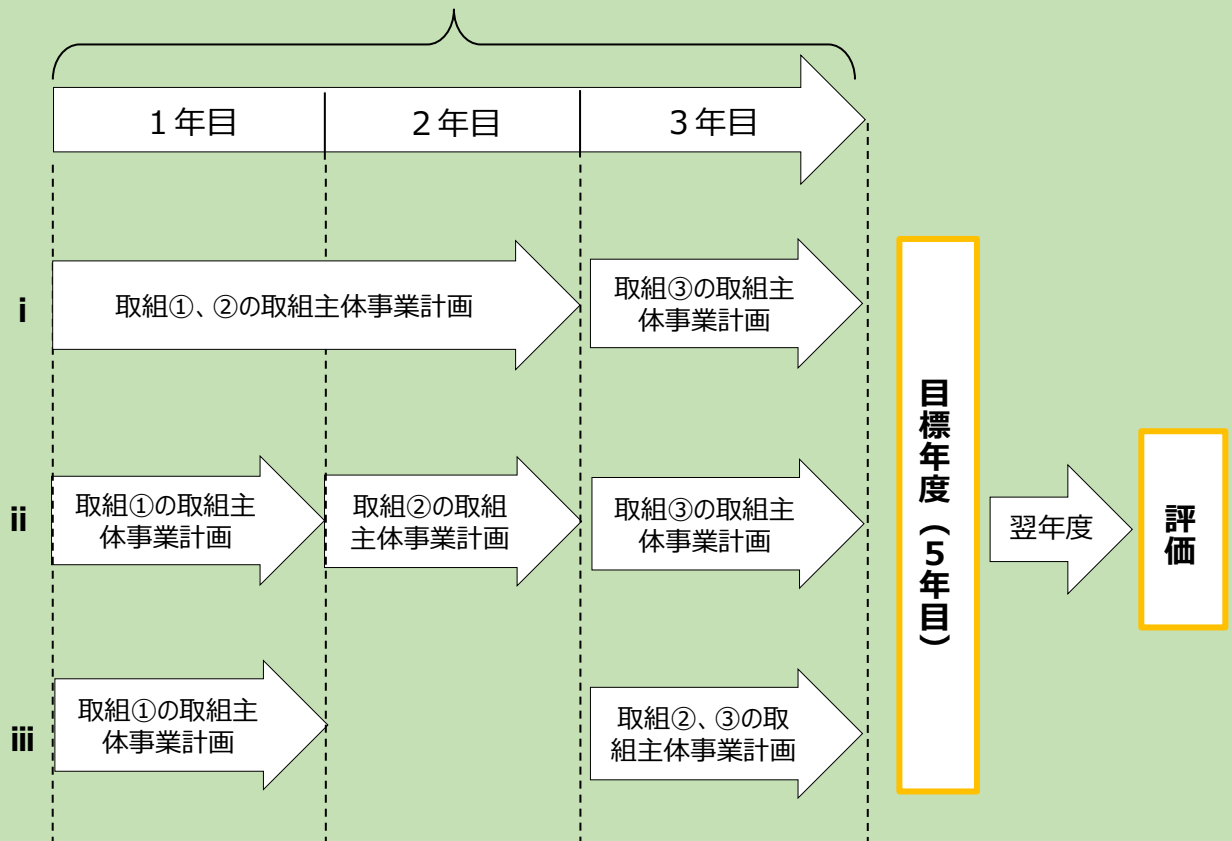 1年目
2年目
3年目
i
取組①、②の取組主体事業計画
取組③の取組主
体事業計画
ii
取組①の取組主
体事業計画
取組②の取組
主体事業計画
取組③の取組主
体事業計画
iii
取組①の取組主
体事業計画
取組②、③の取
組主体事業計画
目標年度（5年目）
翌年度
評価